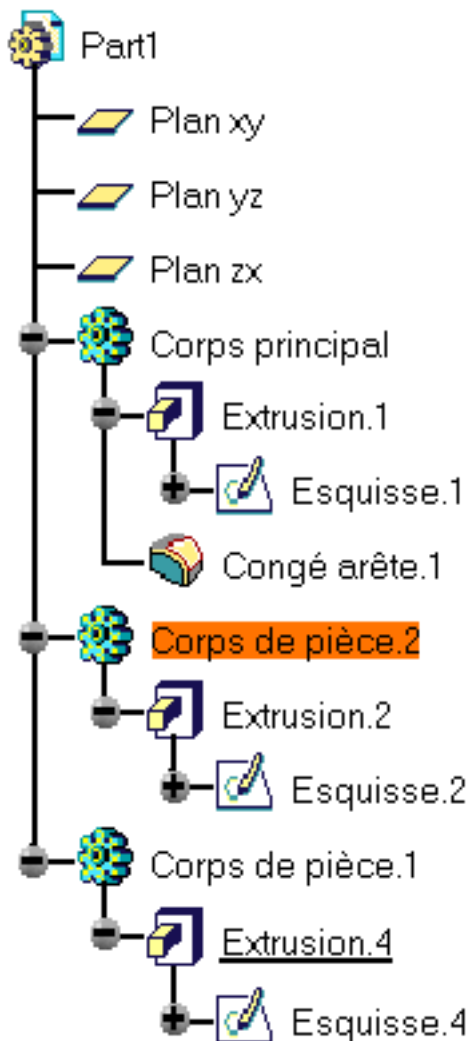 Part1
Plan xy
Plan yz
Plan zx
Corps principal
Extrusion.1
Esquisse.1
Congé arête.1
Corps de pièce.2
Extrusion.2
Esquisse.2
Corps de pièce.1
Extrusion.4
Esquisse.4